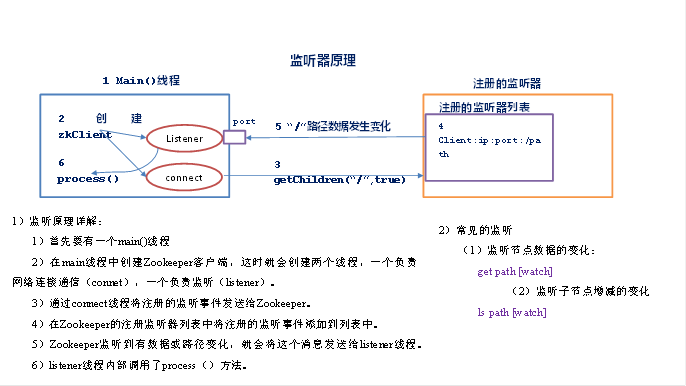 监听器原理
1 Main()线程
注册的监听器
注册的监听器列表
2 创 建
zkClient
Listener
port
5 “/”路径数据发生变化
4
Client:ip:port:/pa
th
6
process()
connect
3
getChildren(“/”,true)
1）监听原理详解：
1）首先要有一个main()线程
2）在main线程中创建Zookeeper客户端，这时就会创建两个线程，一个负责
网络连接通信（connet），一个负责监听（listener）。
3）通过connect线程将注册的监听事件发送给Zookeeper。
4）在Zookeeper的注册监听器列表中将注册的监听事件添加到列表中。
5）Zookeeper监听到有数据或路径变化，就会将这个消息发送给listener线程。
6）listener线程内部调用了process（）方法。
2）常见的监听
（1）监听节点数据的变化：
get path [watch]
（2）监听子节点增减的变化
ls path [watch]